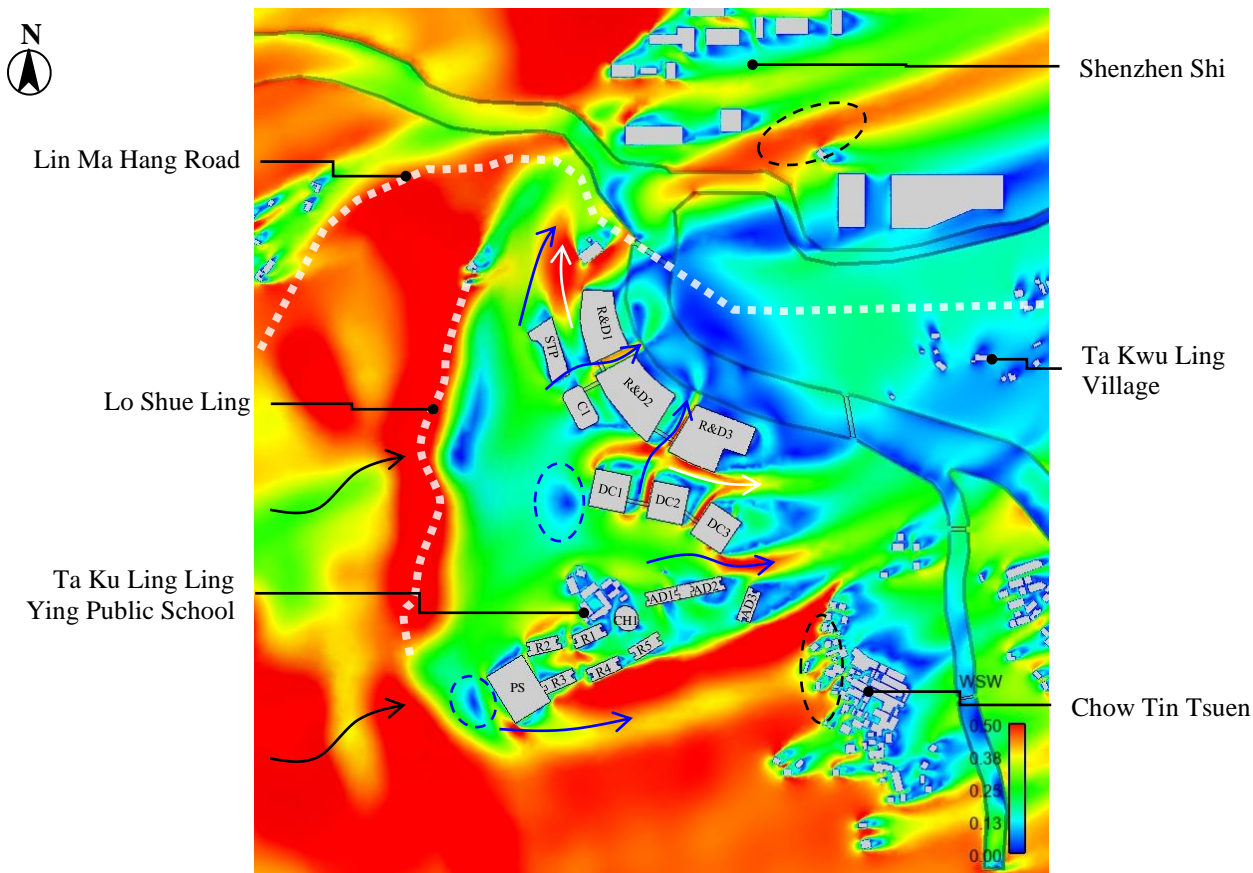 N
Shenzhen Shi
Lin Ma Hang Road
R&D1
STP
Ta Kwu Ling
Village
R&D2
Lo Shue Ling
C1
R&D3
DC1
DC2
DC3
Ta Ku Ling Ling
Ying Public School
AD1
AD2
AD3
CH1
R1
R2
R5
R4
R3
PS
WSW
Chow Tin Tsuen
0.50
0.38
0.25
0.13
0.00